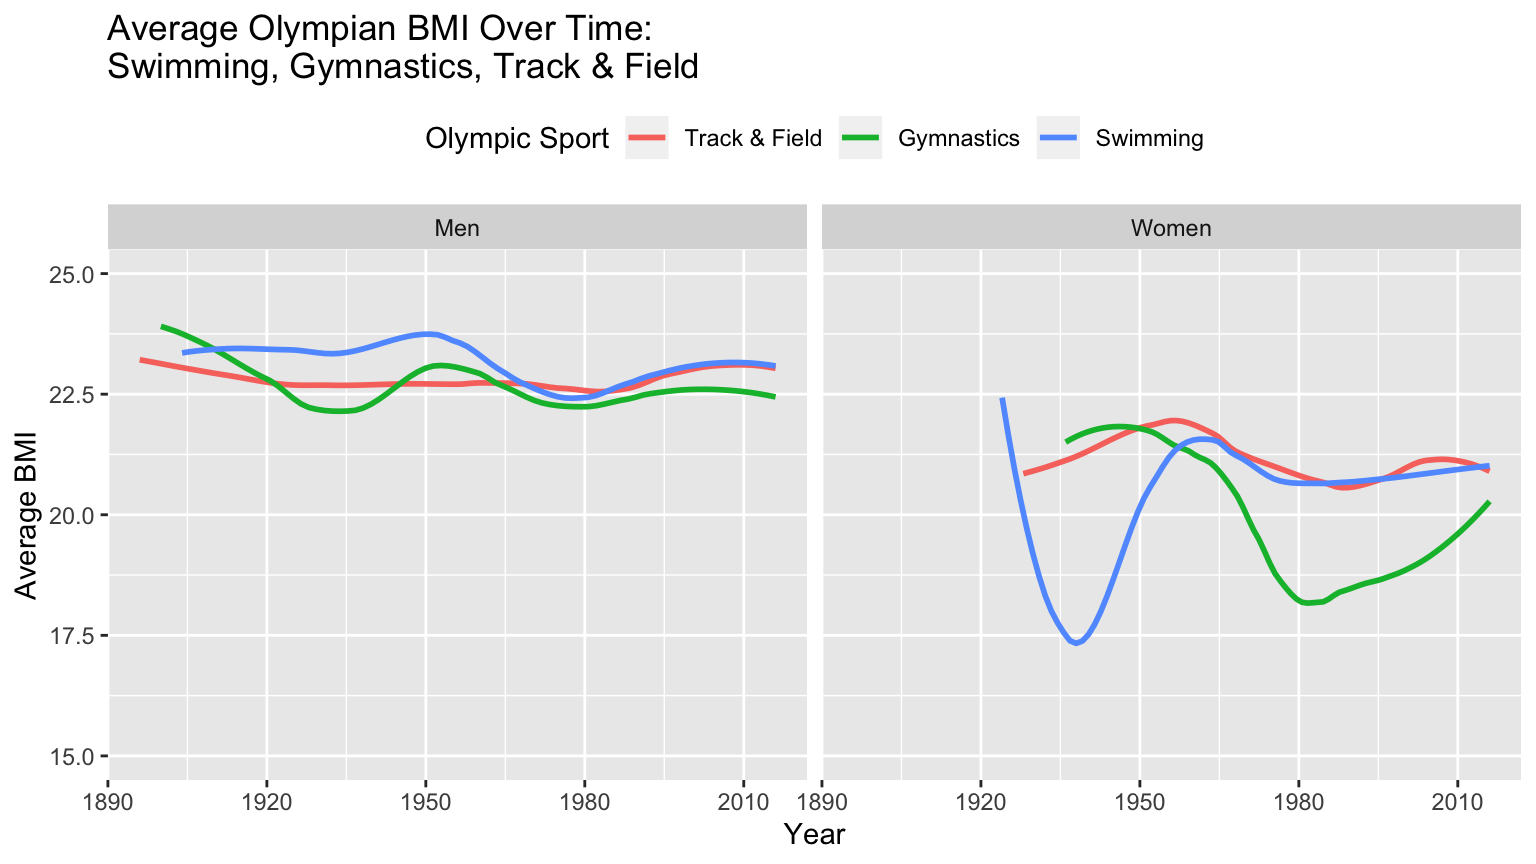 Average Olympian BMI Over Time:
Swimming, Gymnastics, Track & Field
Olympic Sport Track & Field Gymnastics Swimming
Men Women
Average BMI
25.0
22.5
20.0
17.5
15.0
1890 1920 1950 1980 2010 1890 1920 1950 1980 2010
Year